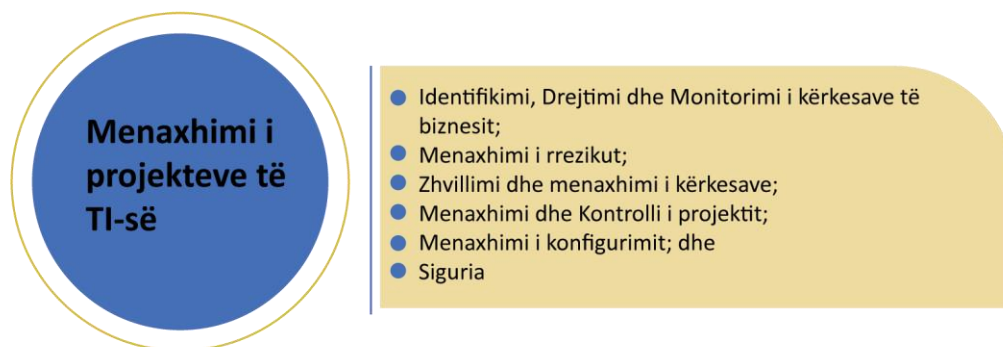 Menaxhimi i
projekteve të
TI-së
Identifikimi, Drejtimi dhe Monitorimi i kërkesave të
biznesit;
Menaxhimi i rrezikut;
Zhvillimi dhe menaxhimi i kërkesave;
Menaxhimi dhe Kontrolli i projektit;
Menaxhimi i konfigurimit; dhe
Siguria